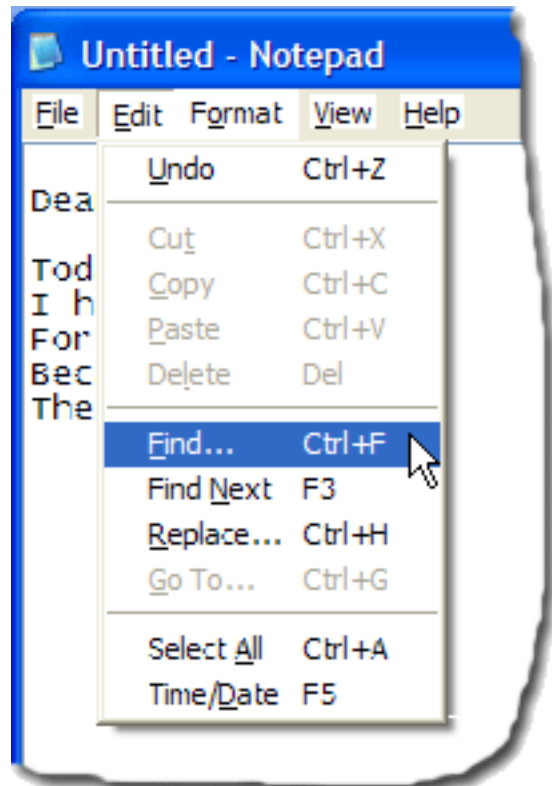 Untitled - Notepad
File Edit Format View Help
Undo Ctrl+Z
Dea
Cut Ctrl+X
Tod
Copy Ctrl+C
I h
For
Paste Ctrl+V
Bec
Delete Del
The
Find... Ctrl+F
Find Next F3
Replace... Ctrl+H
Go To... Ctrl+G
Select All Ctrl+A
Time/Date F5